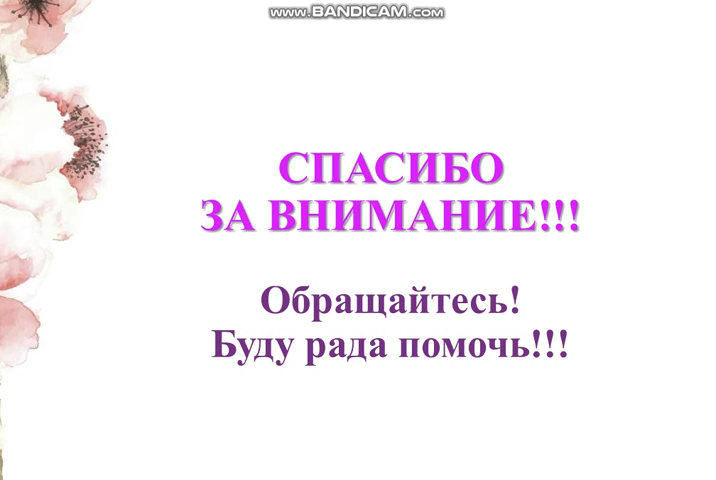 www.BANDICAM.com
СПАСИБО
ЗА ВНИМАНИЕ!!!
Обращайтесь!
Буду рада помочь!!!